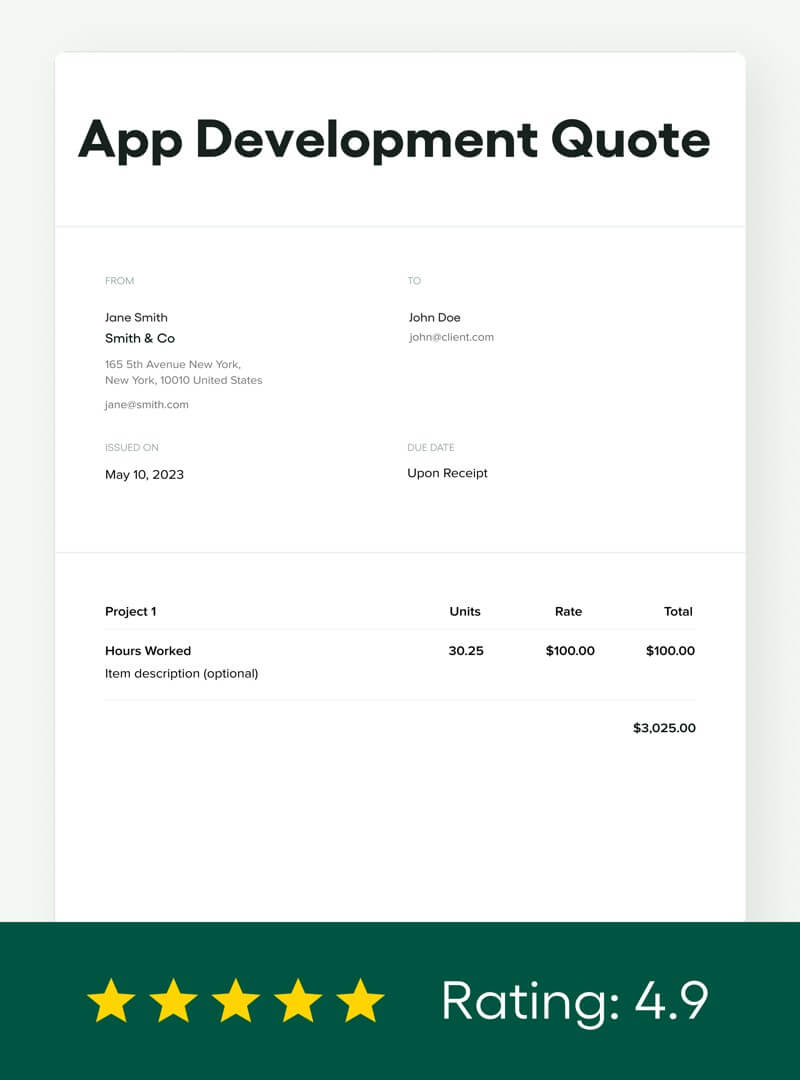 App Development Quote
FROM
TO
Jane Smith
John Doe
Smith & Co
john@client.com
165 5th Avenue New York,
New York, 10010 United States
jane@smith.com
ISSUED ON
DUE DATE
May 10, 2023
Upon Receipt
Project 1 Units Rate Total
Hours Worked 30.25 $100.00 $100.00
Item description (optional)
$3,025.00
Rating: 4.9